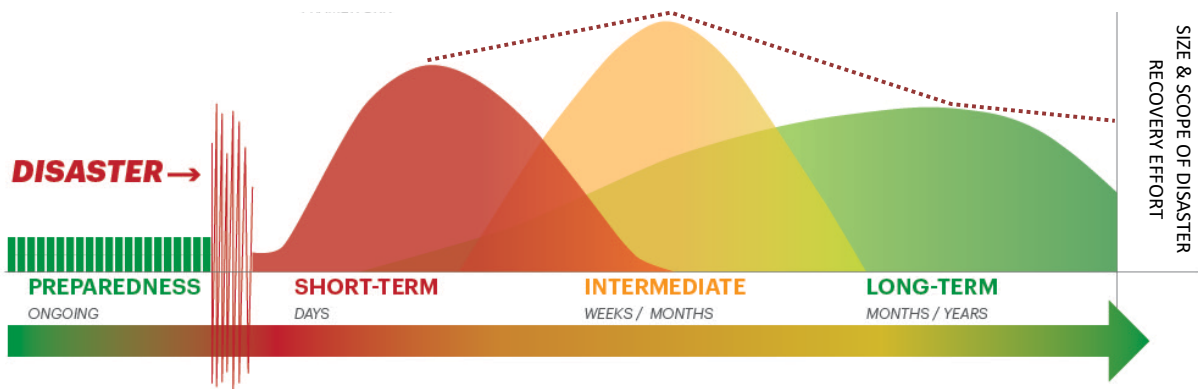 DISASTER →
PREPAREDNESS
ONGOING
SHORT-TERM
DAYS
INTERMEDIATE
WEEKS / MONTHS
LONG-TERM
MONTHS / YEARS
SIZE & SCOPE OF DISASTER
RECOVERY EFFORT